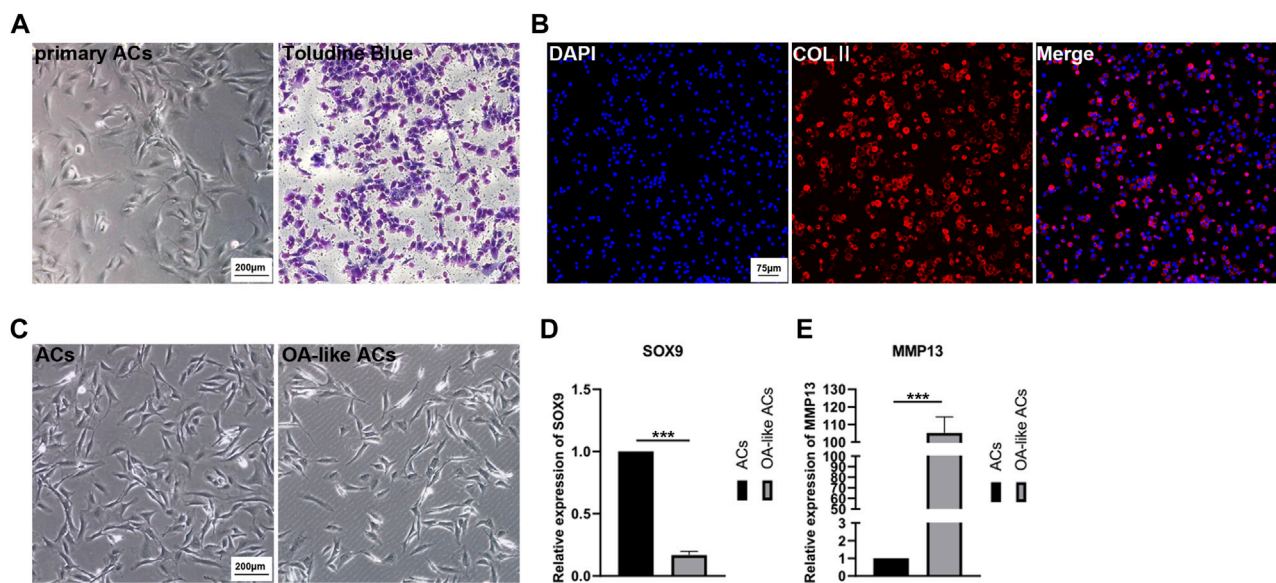 A
primary ACs
Toludine Blue
200μm
B
DAPI
COL Ⅱ
Merge
75μm
C
ACs
OA-like ACs
200μm
D
SOX9
Relative expression of SOX9
1.5
1.0
0.5
0.0
***
ACs
OA-like ACs
E
MMP13
Relative expression of MMP13
130
120
110
100
100
90
80
70
60
50
3
2
1
0
***
ACs
OA-like ACs